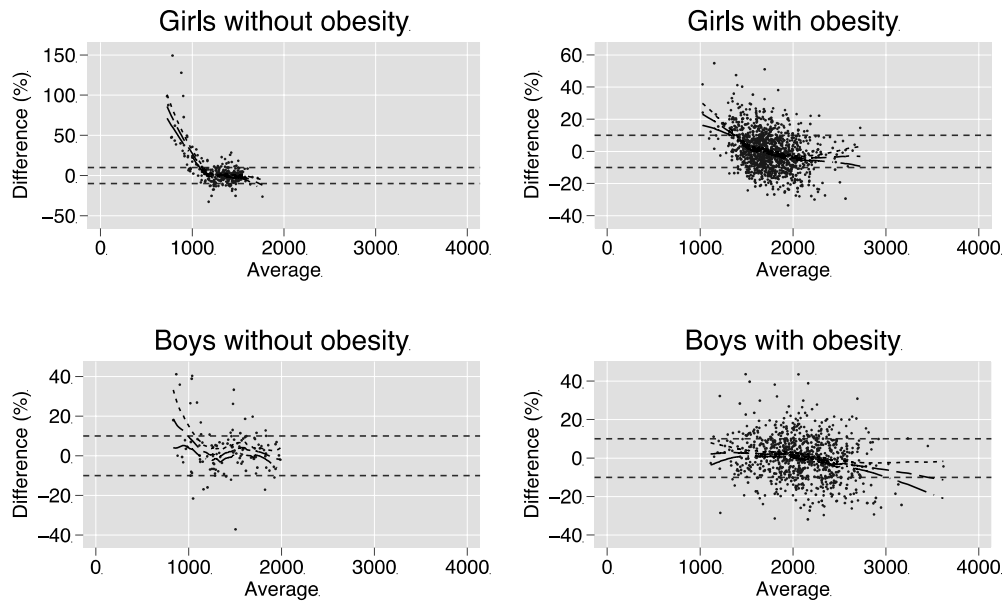 Girls without obesity.
Girls with obesity.
Difference (%).
150.
100.
50.
0.
−50.
0. 1000. 2000. 3000. 4000.
Average.
Difference (%).
60.
40.
20.
0.
−20.
−40.
0. 1000. 2000. 3000. 4000.
Average.
Boys without obesity.
Boys with obesity.
Difference (%).
40.
20.
0.
−20.
−40.
0. 1000. 2000. 3000. 4000.
Average.
Difference (%).
60.
40.
20.
0.
−20.
−40.
0. 1000. 2000. 3000. 4000.
Average.